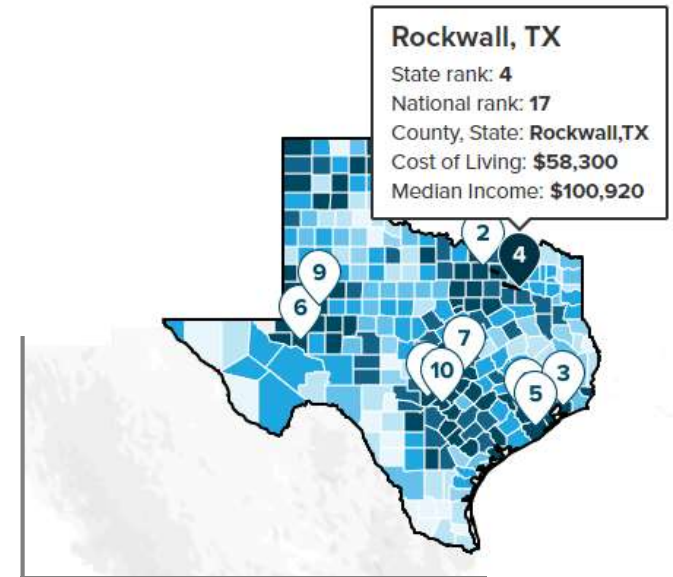 Rockwall, TX
State rank: 4
National rank: 17
County, State: Rockwall,TX
Cost of Living: $58,300
Median Income: $100,920
2
4
9
6
7
10
3
5